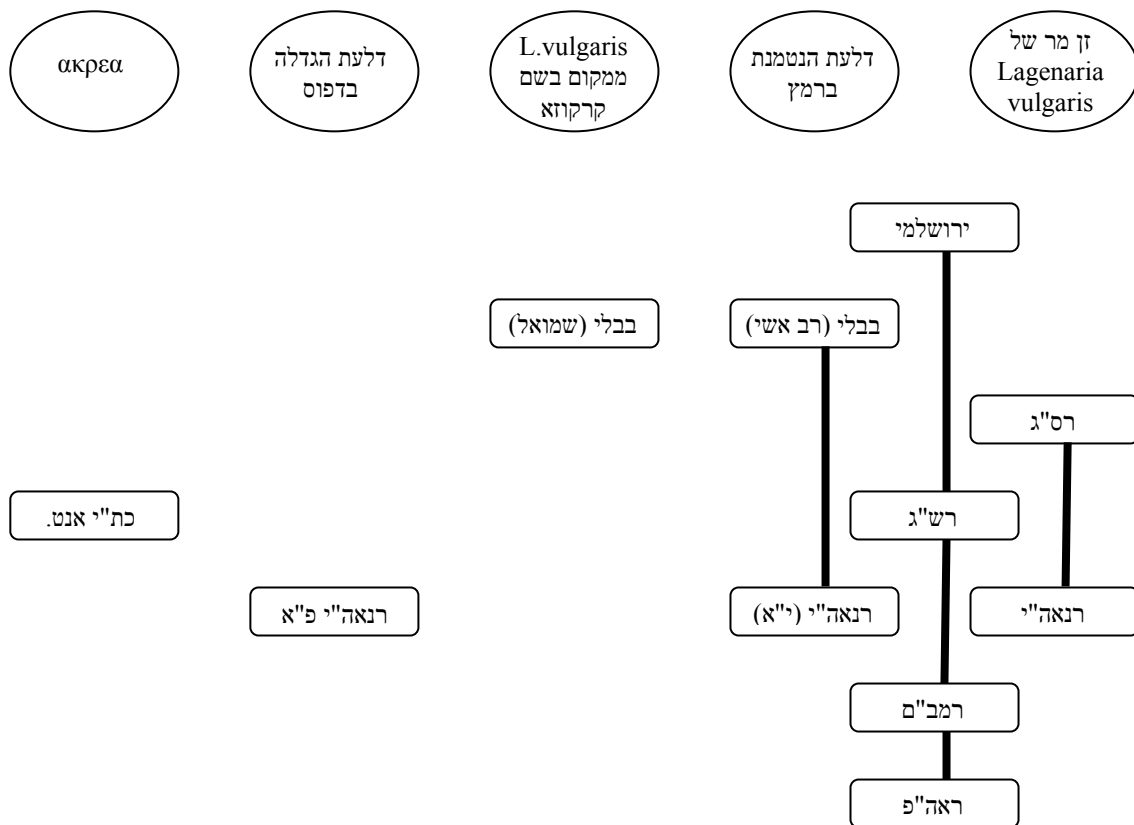 זן מר של
Lagenaria
vulgaris
דלעת הנטמנת
ברמץ
L.vulgaris
ממקום בשם
קרקוזא
דלעת הגדלה
בדפוס
ακρεα
ירושלמי
בבלי (רב אשי)
בבלי (שמואל)
רס"ג
רש"ג
כת"י אנט.
רנאה"י
רנאה"י (י"א)
רנאה"י פ"א
רמב"ם
ראה"פ